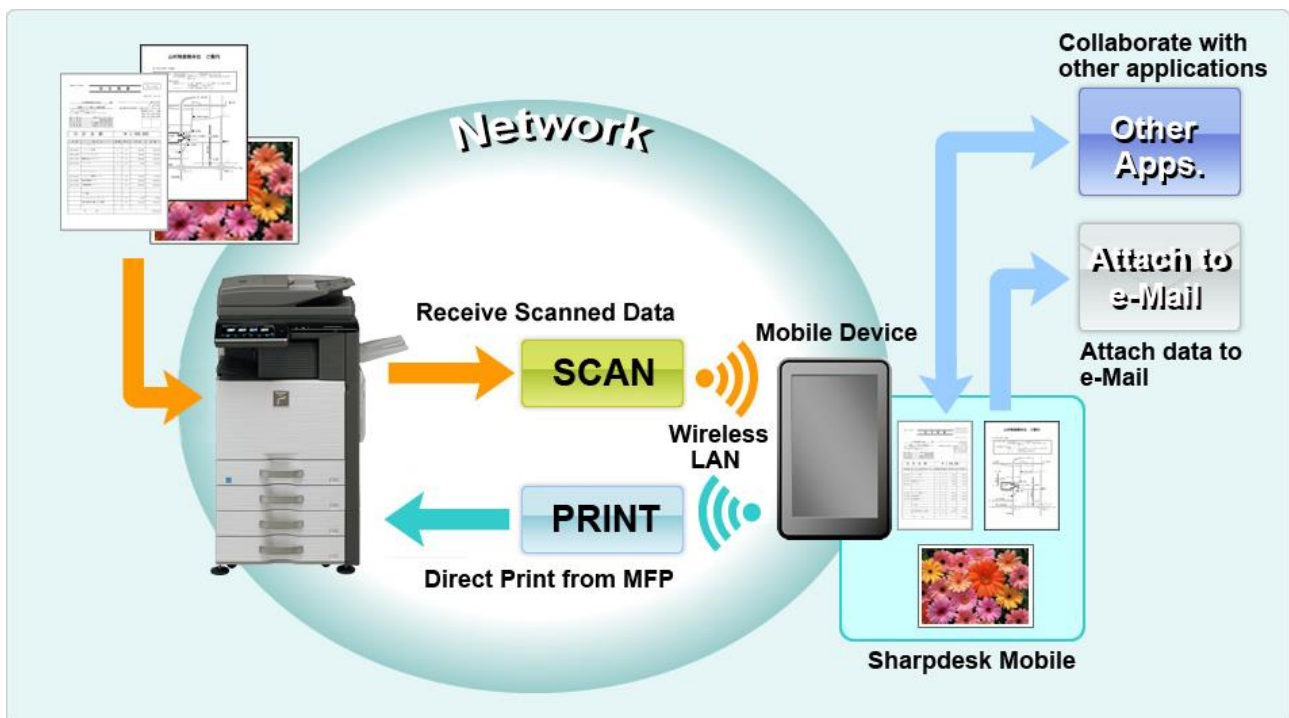 Collaborate with
other applications
Network
Other
Apps.
Attach to
e-Mail
Receive Scanned Data
Mobile Device
Attach data to
e-Mail
SCAN
Wireless
LAN
PRINT
Direct Print from MFP
Sharpdesk Mobile